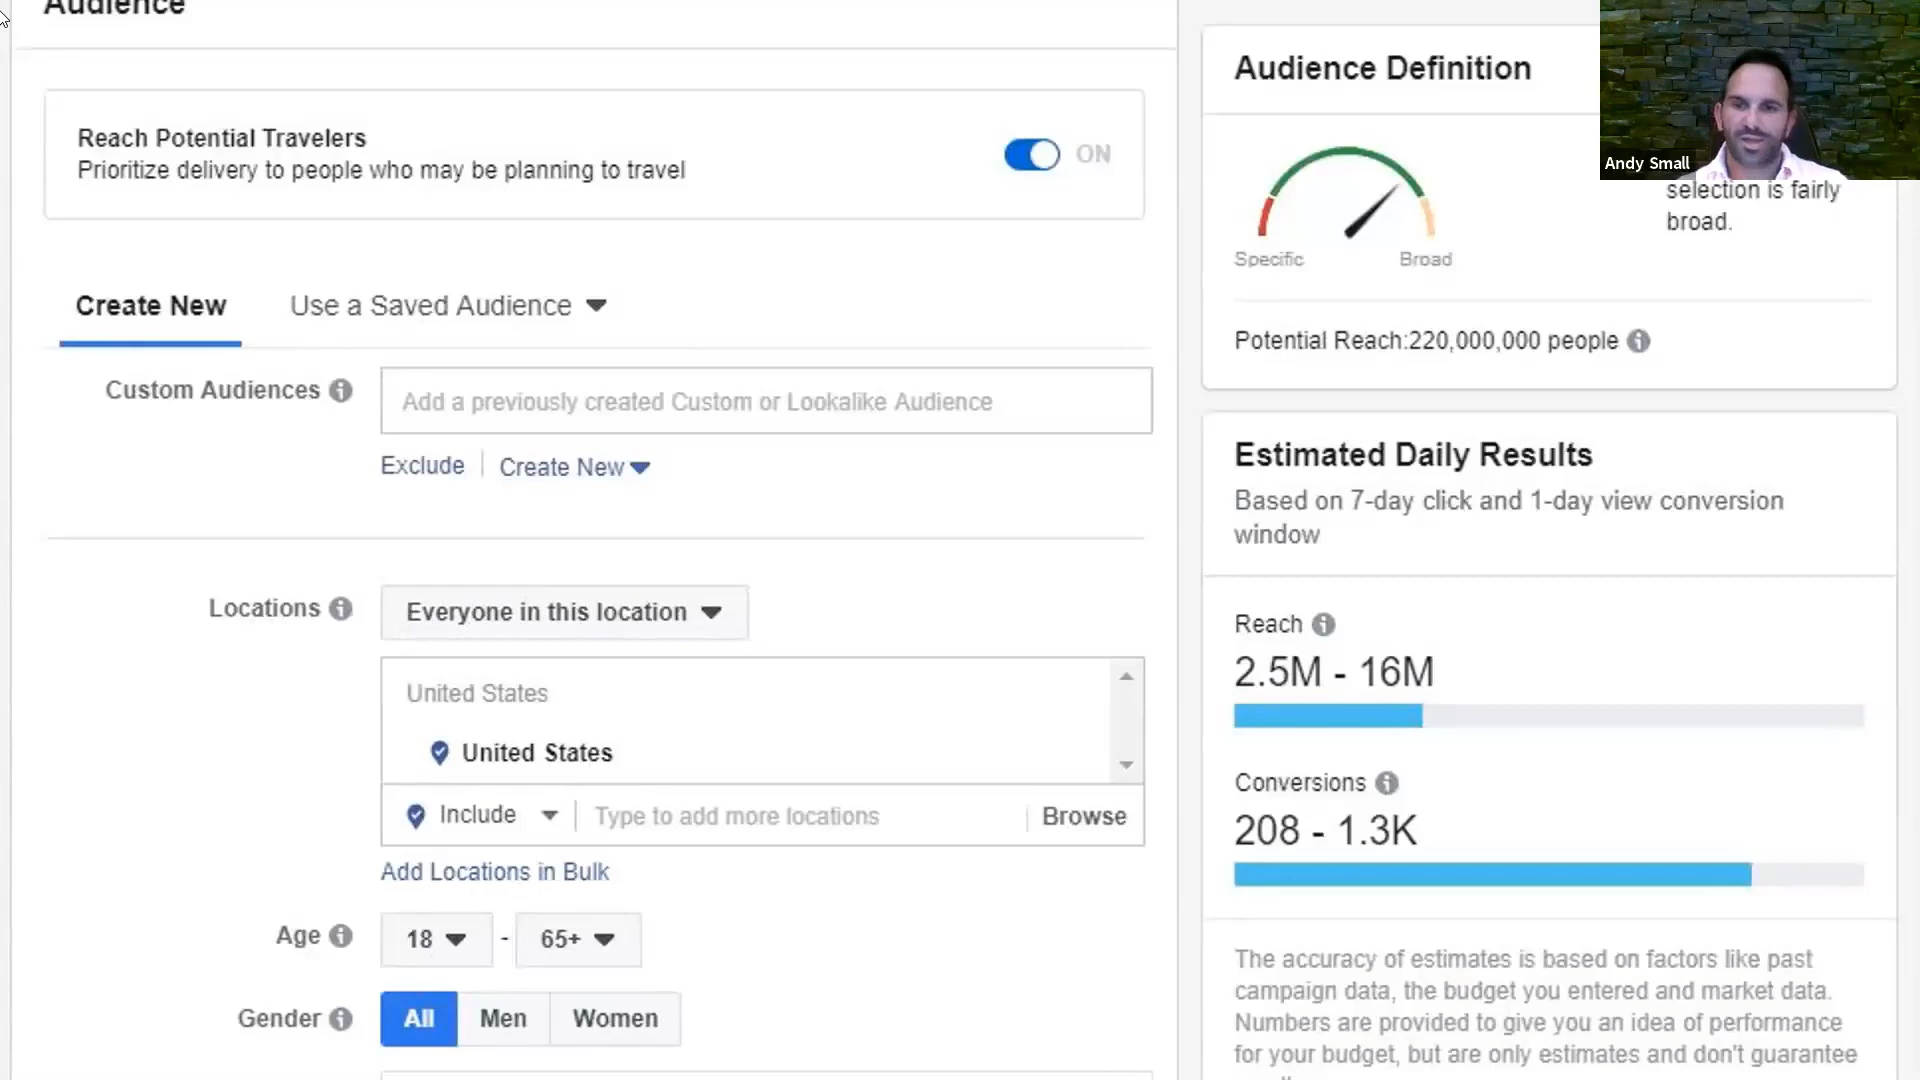 Audience
Reach Potential Travelers
Prioritize delivery to people who may be planning to travel
ON
Create New
Use a Saved Audience
Custom Audiences
Add a previously created Custom or Lookalike Audience
Exclude
Create New
Locations
Everyone in this location
United States
United States
Include
Type to add more locations
Browse
Add Locations in Bulk
Age
18 - 65+
Gender
All Men Women
Audience Definition
Andy Small
selection is fairly
broad.
Specific
Broad
Potential Reach:220,000,000 people
Estimated Daily Results
Based on 7-day click and 1-day view conversion
window
Reach
2.5M - 16M
Conversions
208 - 1.3K
The accuracy of estimates is based on factors like past
campaign data, the budget you entered and market data.
Numbers are provided to give you an idea of performance
for your budget, but are only estimates and don't guarantee